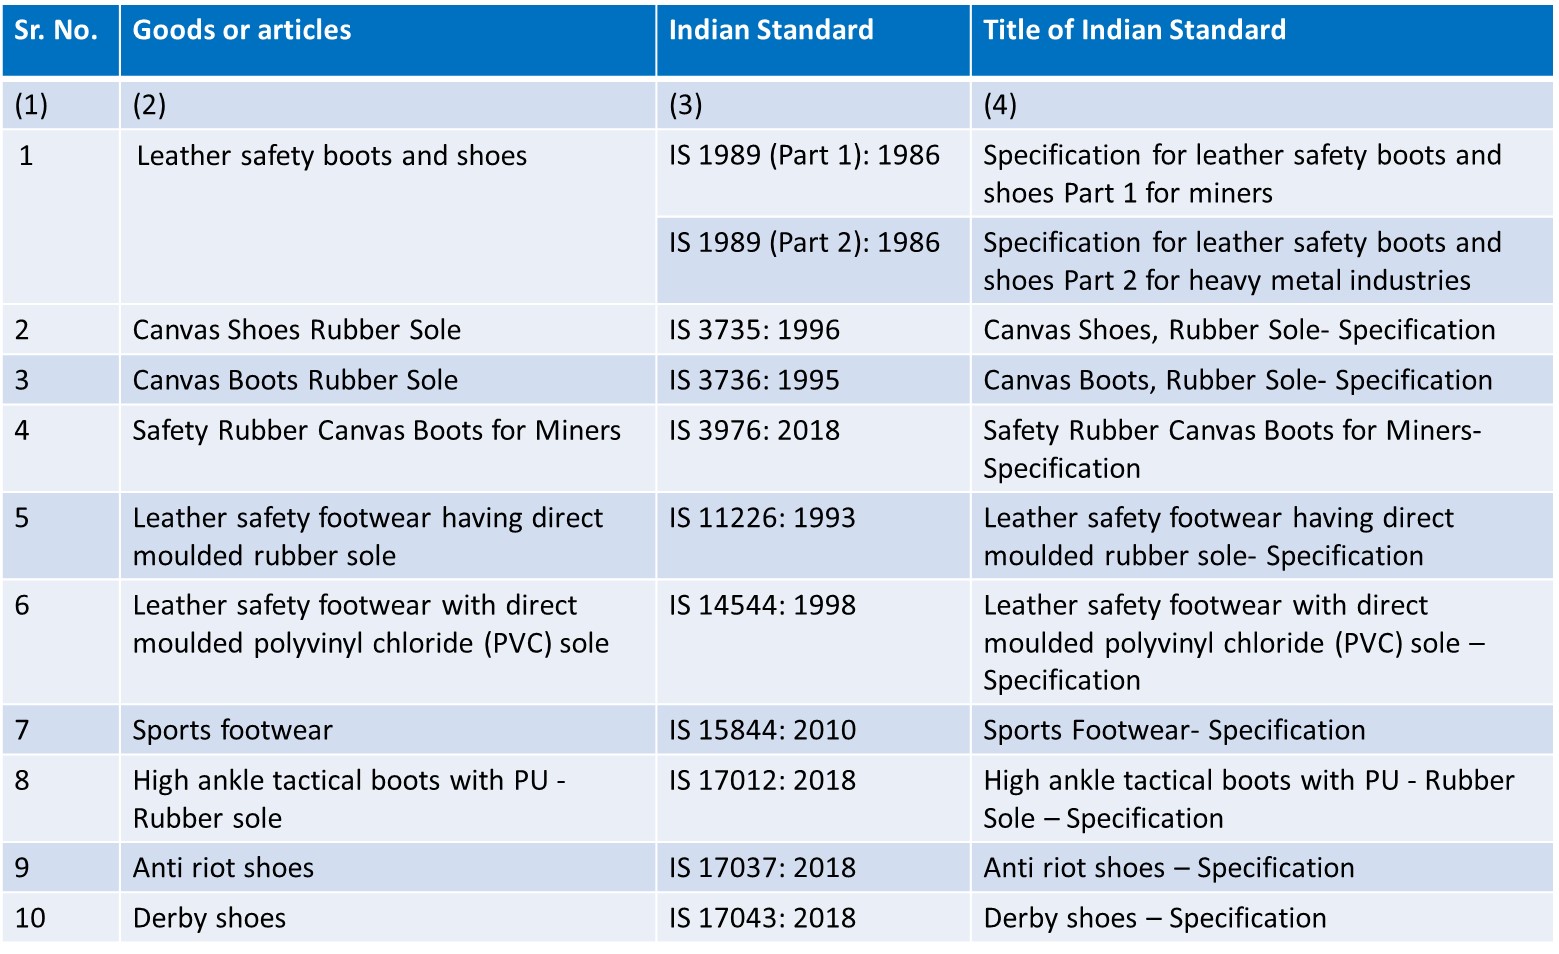 Sr. No. Goods or articles Indian Standard Title of Indian Standard
(1) (2) (3) (4)
1 Leather safety boots and shoes IS 1989 (Part 1): 1986 Specification for leather safety boots and
shoes Part 1 for miners
IS 1989 (Part 2): 1986 Specification for leather safety boots and
shoes Part 2 for heavy metal industries
2 Canvas Shoes Rubber Sole IS 3735: 1996 Canvas Shoes, Rubber Sole- Specification
3 Canvas Boots Rubber Sole IS 3736: 1995 Canvas Boots, Rubber Sole- Specification
4 Safety Rubber Canvas Boots for Miners IS 3976: 2018 Safety Rubber Canvas Boots for Miners-
Specification
5 Leather safety footwear having direct IS 11226: 1993 Leather safety footwear having direct
moulded rubber sole moulded rubber sole- Specification
6 Leather safety footwear with direct IS 14544: 1998 Leather safety footwear with direct
moulded polyvinyl chloride (PVC) sole moulded polyvinyl chloride (PVC) sole –
Specification
7 Sports footwear IS 15844: 2010 Sports Footwear- Specification
8 High ankle tactical boots with PU - IS 17012: 2018 High ankle tactical boots with PU - Rubber
Rubber sole Sole – Specification
9 Anti riot shoes IS 17037: 2018 Anti riot shoes – Specification
10 Derby shoes IS 17043: 2018 Derby shoes – Specification